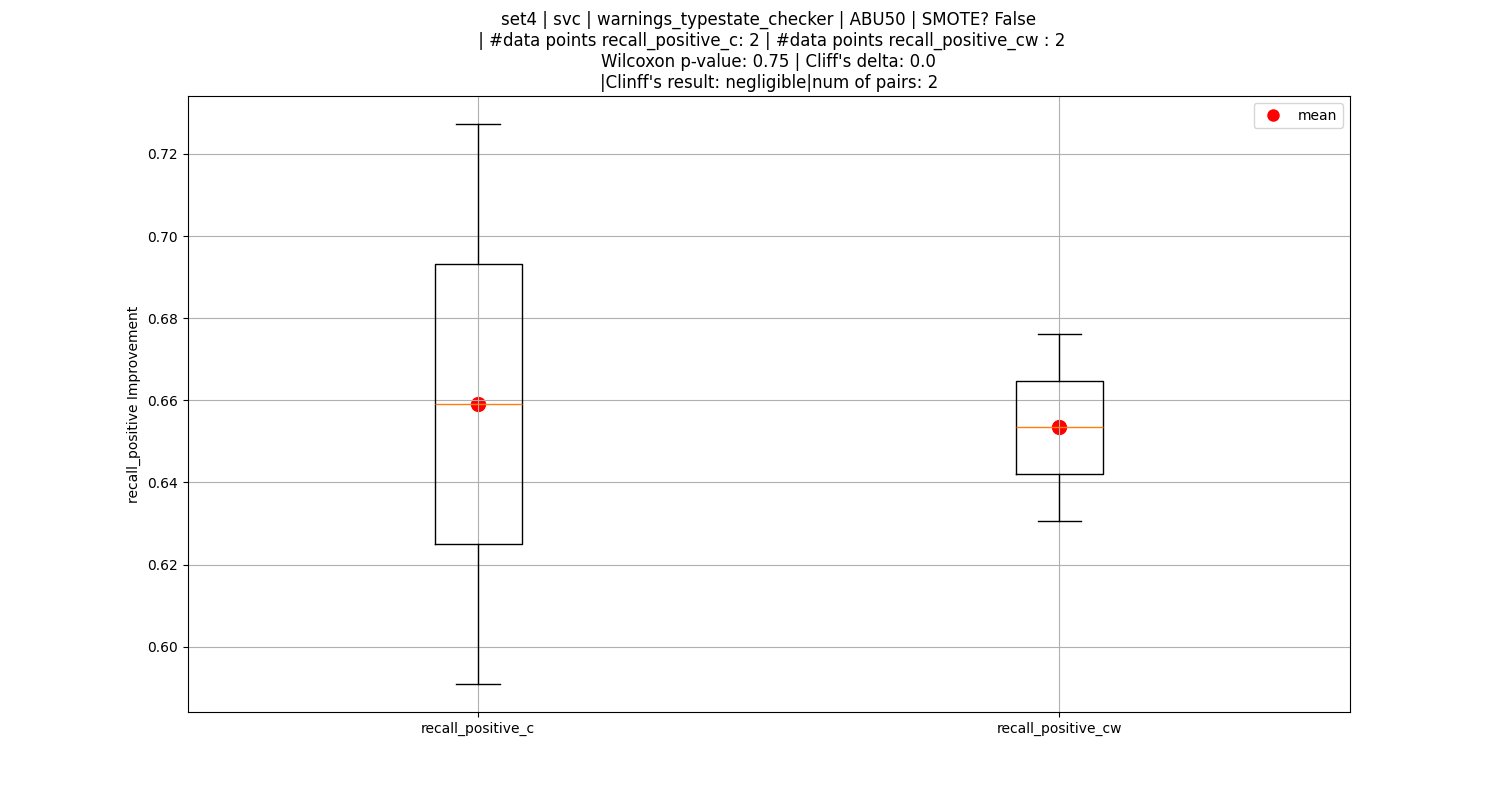 set4 | svc | warnings_typestate_checker | ABU50 | SMOTE? False
| #data points recall_positive_c: 2 | #data points recall_positive_cw : 2
Wilcoxon p-value: 0.75 | Cliff's delta: 0.0
|Clinff's result: negligible|num of pairs: 2
mean
recall_positive Improvement
0.72
0.70
0.68
0.66
0.64
0.62
0.60
recall_positive_c
recall_positive_cw